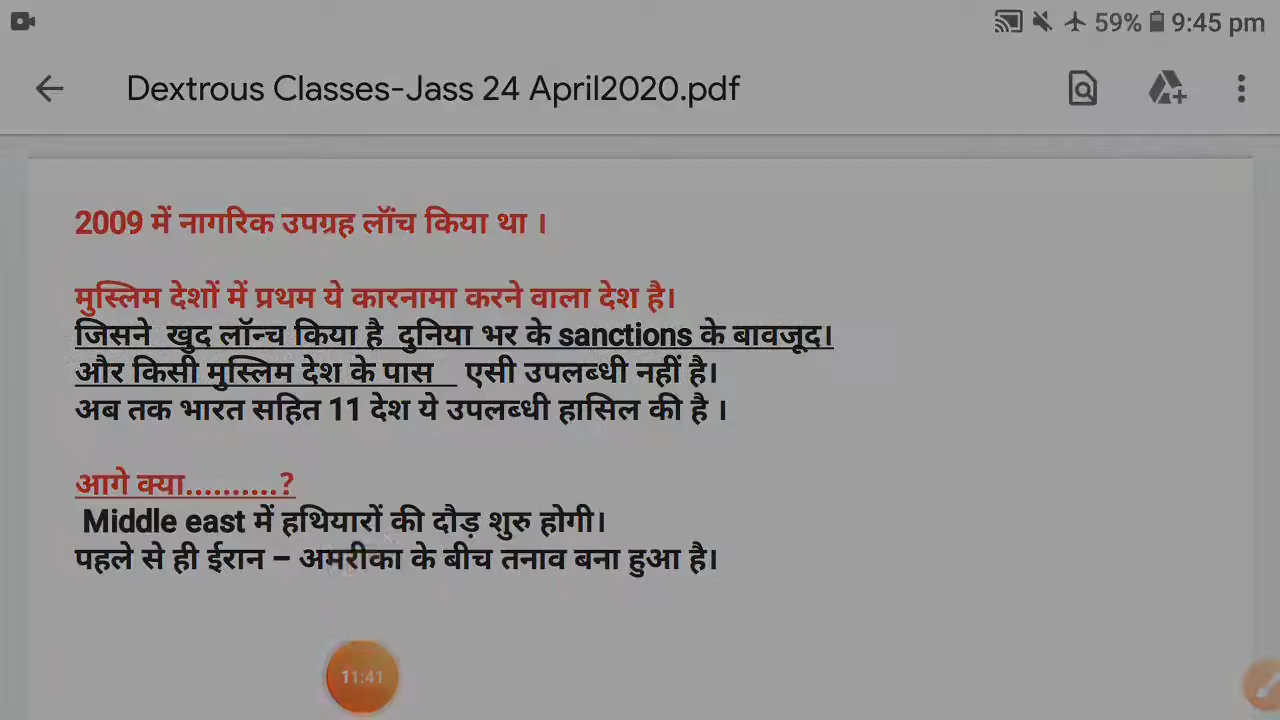 59% 9:45 pm
Dextrous Classes-Jass 24 April2020.pdf
2009 में नागरिक उपग्रह लॉंच किया था ।
मुस्लिम देशों में प्रथम ये कारनामा करने वाला देश है।
जिसने खुद लॉन्च किया है दुनिया भर के sanctions के बावजूद।
और किसी मुस्लिम देश के पास एसी उपलब्धी नहीं है।
अब तक भारत सहित 11 देश ये उपलब्धी हासिल की है ।
आगे क्या..........?
Middle east में हथियारों की दौड़ शुरु होगी।
पहले से ही ईरान – अमरीका के बीच तनाव बना हुआ है।
11:41